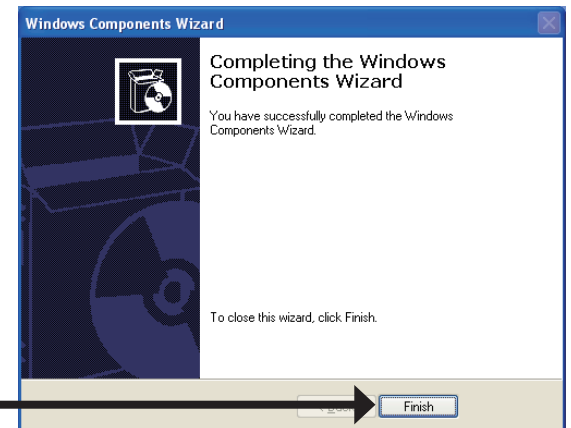 Windows Components Wizard
Completing the Windows
Components Wizard
You have successfully completed the Windows
Components Wizard.
To close this wizard, click Finish.
Finish